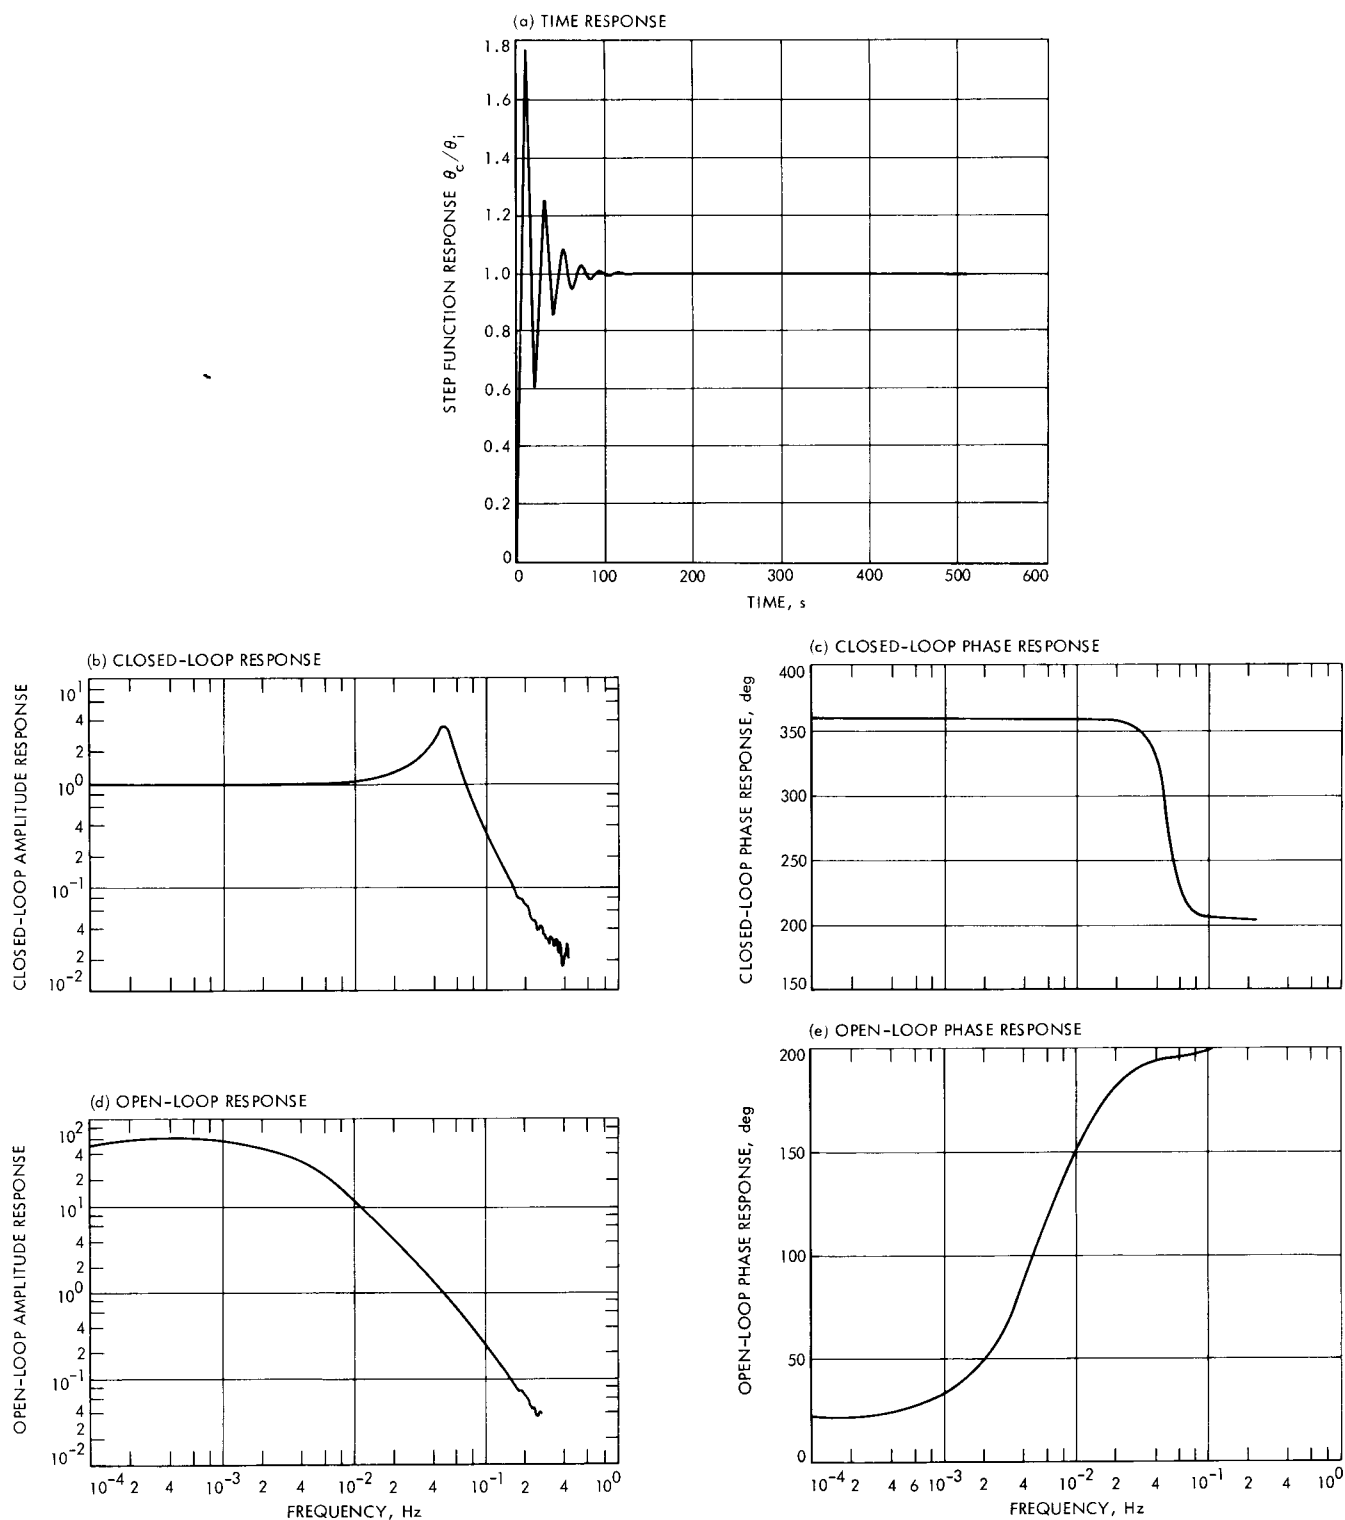 (a) TIME RESPONSE
STEP FUNCTION RESPONSE θc/θi
1.8
1.6
1.4
1.2
1.0
0.8
0.6
0.4
0.2
0
0 100 200 300 400 500 600
TIME, s
(b) CLOSED-LOOP RESPONSE
CLOSED-LOOP AMPLITUDE RESPONSE
10^1
4
2
10^0
4
2
10^-1
4
2
10^-2
(c) CLOSED-LOOP PHASE RESPONSE
CLOSED-LOOP PHASE RESPONSE, deg
400
350
300
250
200
150
(d) OPEN-LOOP RESPONSE
OPEN-LOOP AMPLITUDE RESPONSE
10^2
4
2
10^1
4
2
10^0
4
2
10^-1
4
2
10^-2
10^-4 2 4 10^-3 2 4 10^-2 2 4 10^-1 2 4 10^0
FREQUENCY, Hz
(e) OPEN-LOOP PHASE RESPONSE
OPEN-LOOP PHASE RESPONSE, deg
200
150
100
50
0
10^-4 2 4 6 10^-3 2 4 10^-2 2 4 10^-1 2 4 10^0
FREQUENCY, Hz